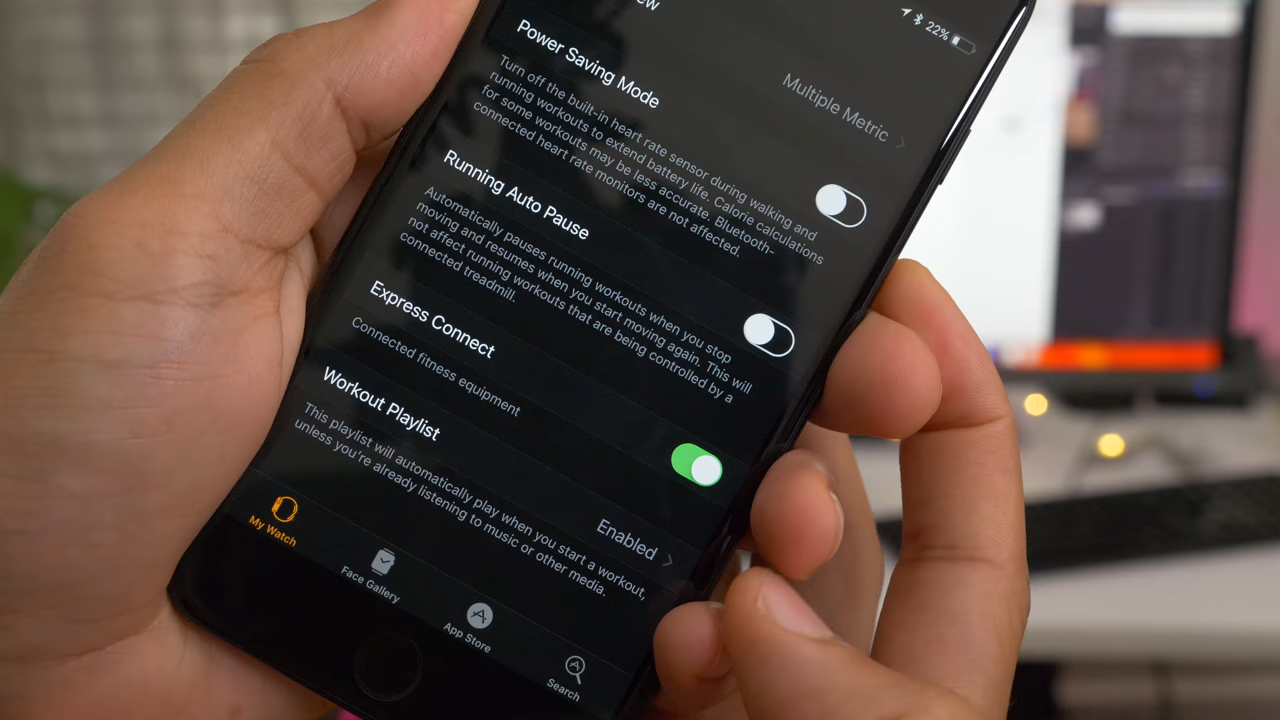 22%
Multiple Metric
Power Saving Mode
Turn off the built-in heart rate sensor during walking and
running workouts to extend battery life. Calorie calculations
for some workouts may be less accurate. Bluetooth-
connected heart rate monitors are not affected.
Running Auto Pause
Automatically pauses running workouts when you stop
moving and resumes when you start moving again. This will
not affect running workouts that are being controlled by a
connected treadmill.
Express Connect
Connected fitness equipment
Workout Playlist
Enabled
This playlist will automatically play when you start a workout,
unless you're already listening to music or other media.
My Watch
Face Gallery
App Store
Search